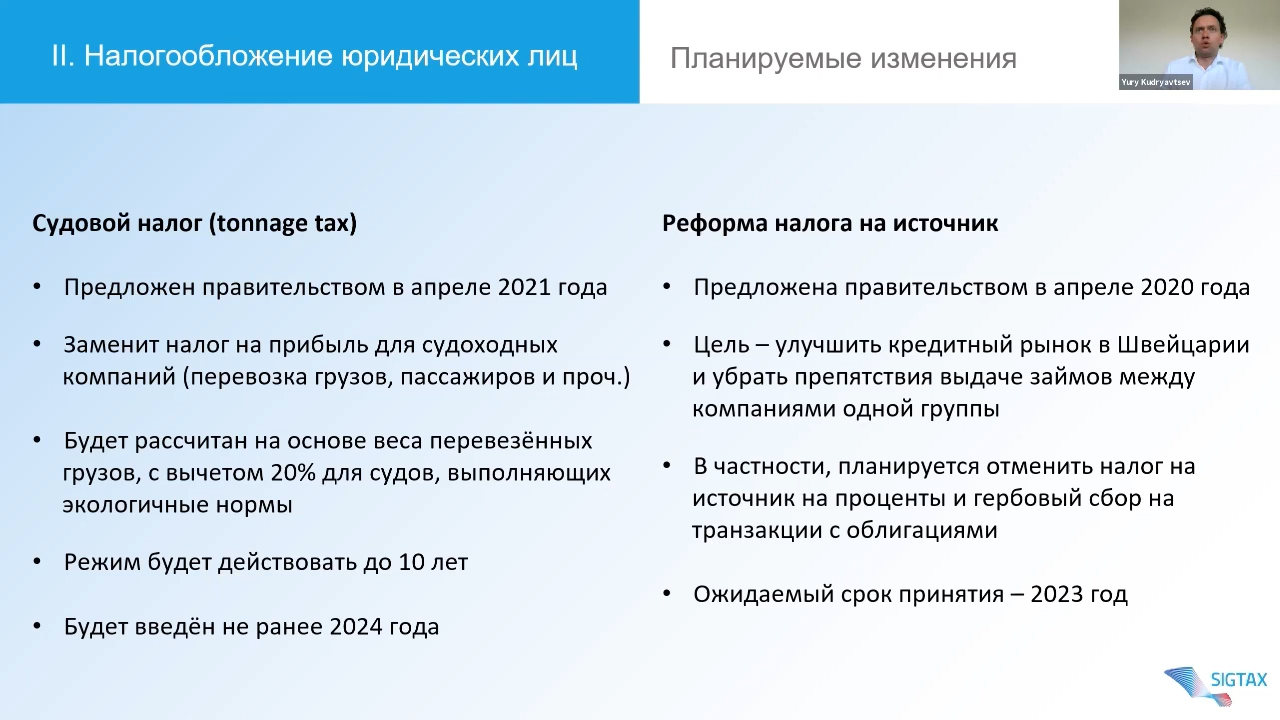 II. Налогообложение юридических лиц
Планируемые изменения
Yury Kudryavtsev
Судовой налог (tonnage tax)
• Предложен правительством в апреле 2021 года
• Заменит налог на прибыль для судоходных
компаний (перевозка грузов, пассажиров и проч.)
• Будет рассчитан на основе веса перевезённых
грузов, с вычетом 20% для судов, выполняющих
экологичные нормы
• Режим будет действовать до 10 лет
• Будет введён не ранее 2024 года
Реформа налога на источник
• Предложена правительством в апреле 2020 года
• Цель – улучшить кредитный рынок в Швейцарии
и убрать препятствия выдаче займов между
компаниями одной группы
• В частности, планируется отменить налог на
источник на проценты и гербовый сбор на
транзакции с облигациями
• Ожидаемый срок принятия – 2023 год
SIGTAX